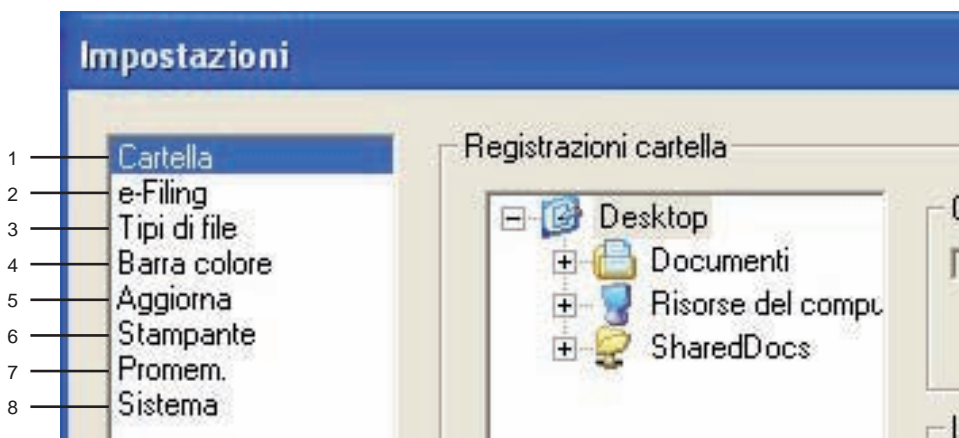 Impostazioni
1 Cartella
2 e-Filing
3 Tipi di file
4 Barra colore
5 Aggiorna
6 Stampante
7 Promem.
8 Sistema
Registrazioni cartella
Desktop
Documenti
Risorse del compu
SharedDocs